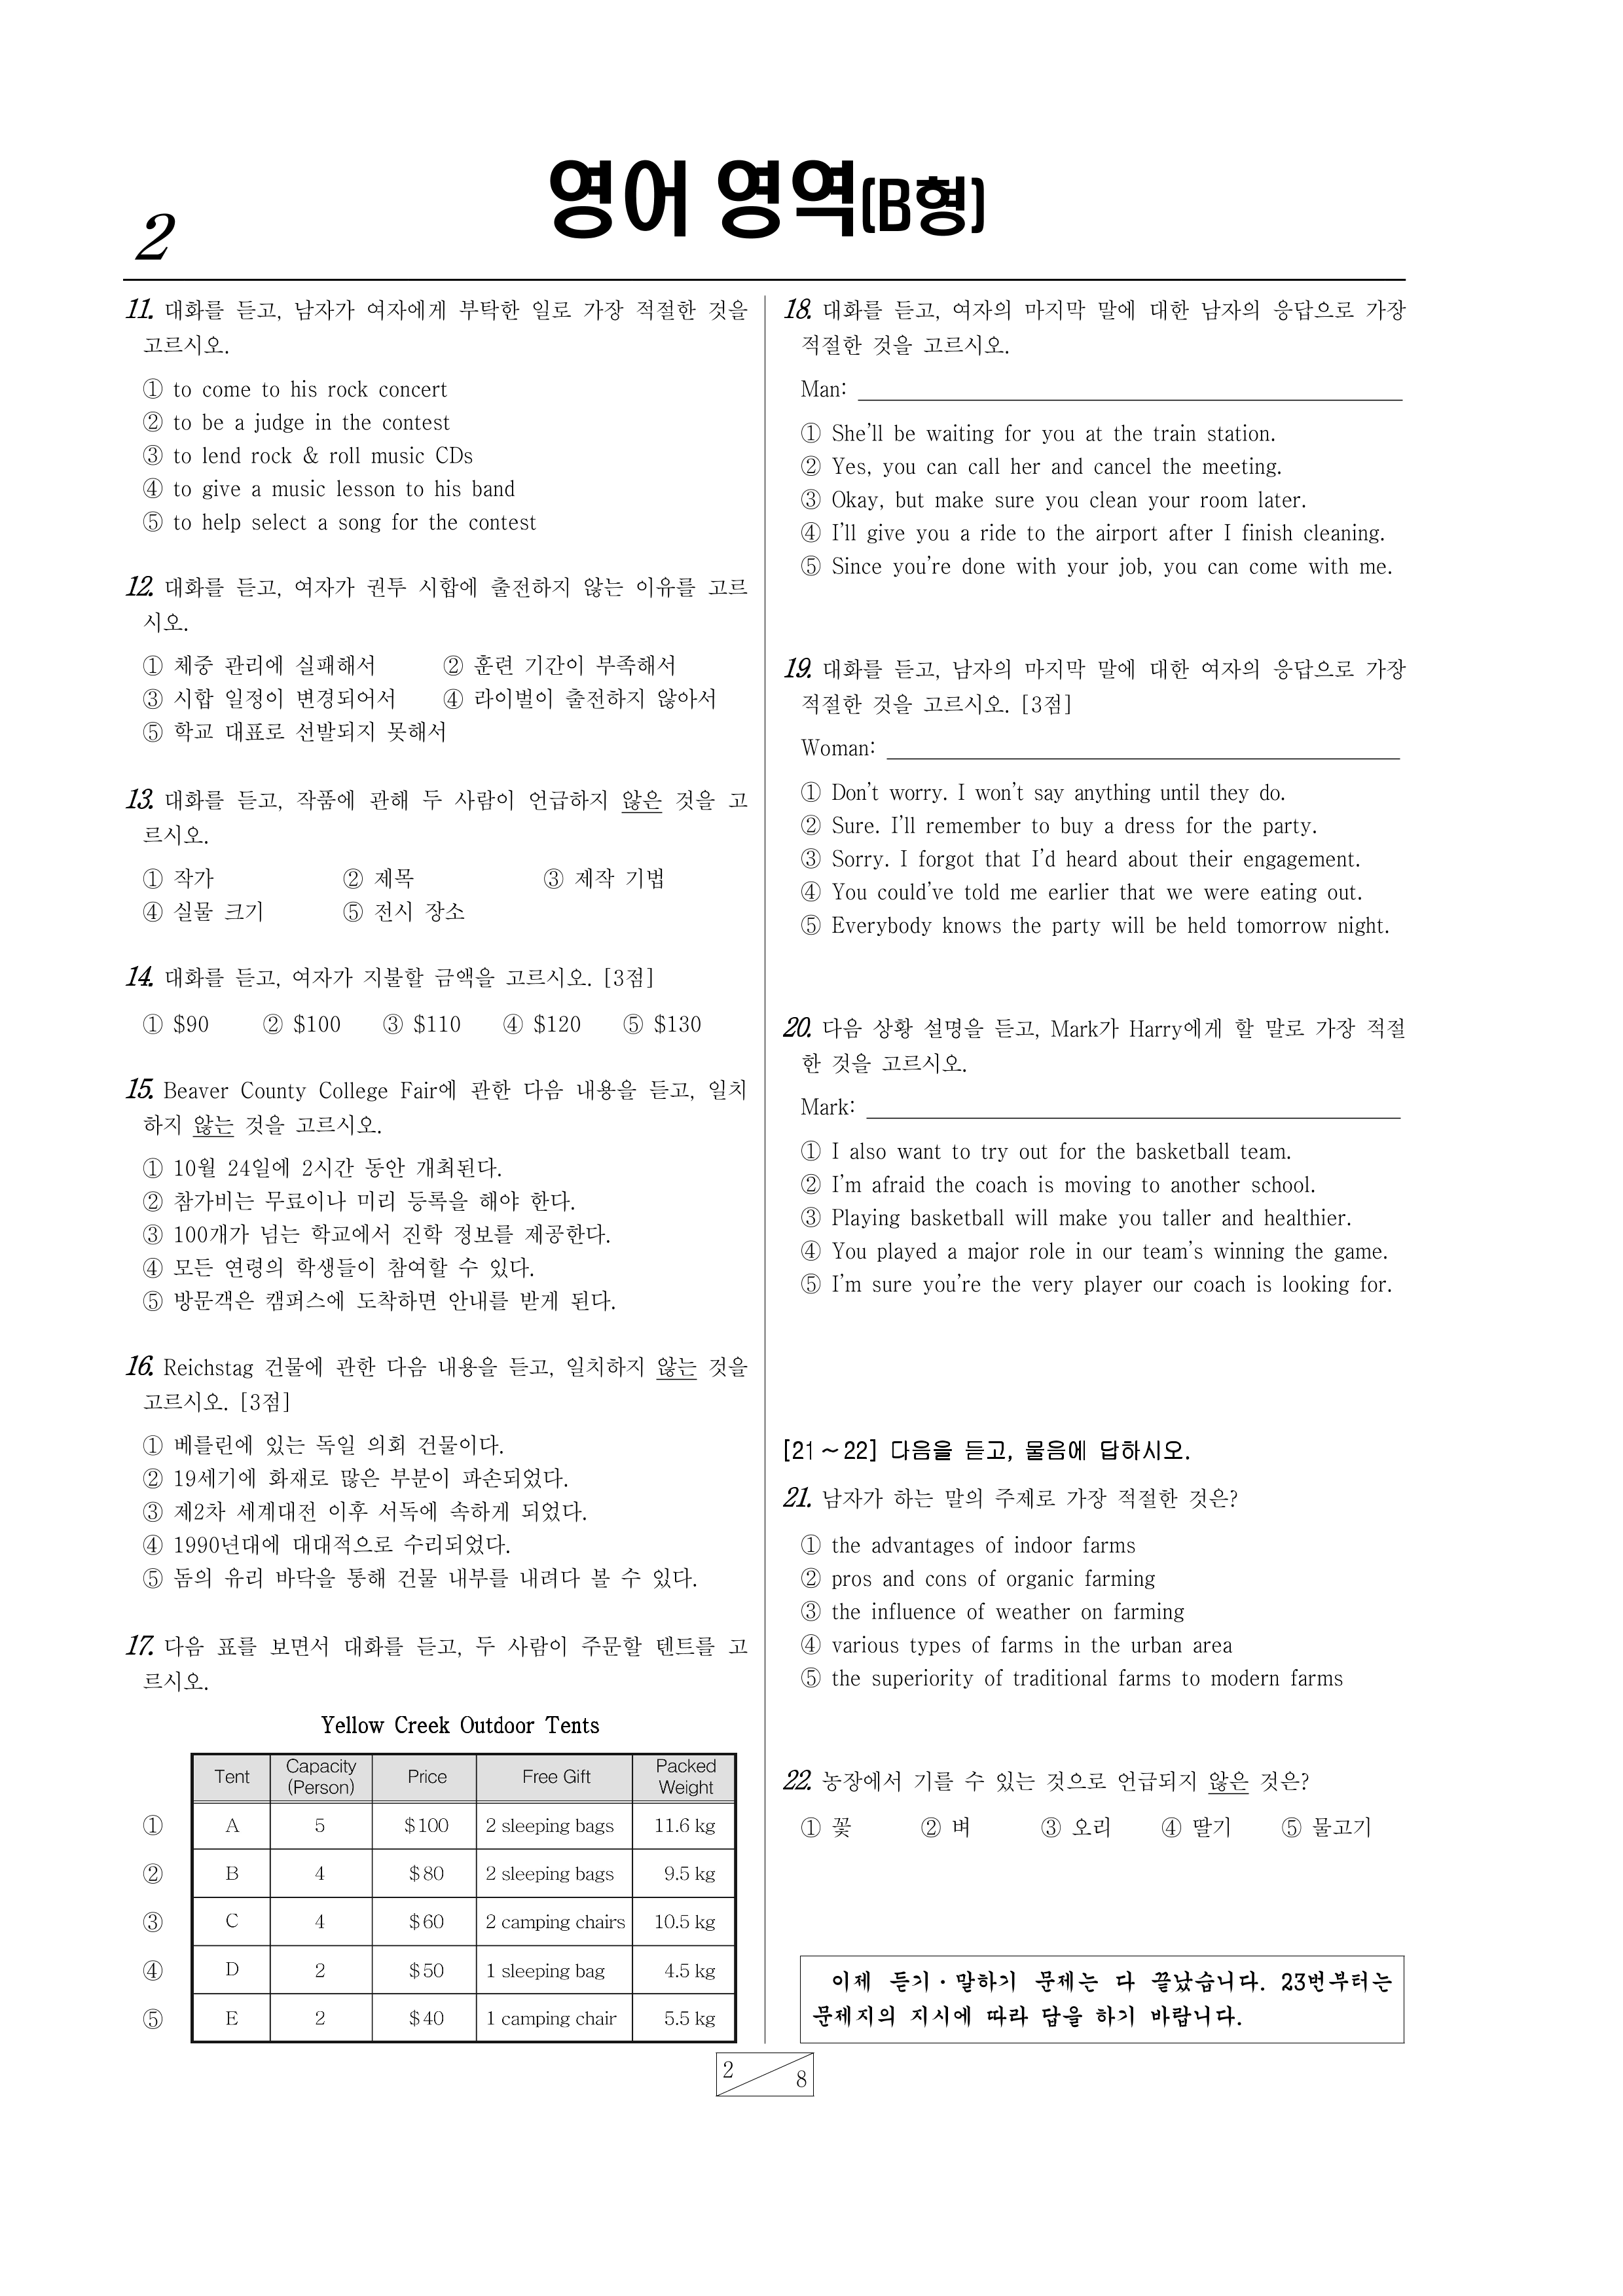 2
영어 영역(B형)
11. 대화를 듣고, 남자가 여자에게 부탁한 일로 가장 적절한 것을
고르시오.
① to come to his rock concert
② to be a judge in the contest
③ to lend rock & roll music CDs
④ to give a music lesson to his band
⑤ to help select a song for the contest
12. 대화를 듣고, 여자가 권투 시합에 출전하지 않는 이유를 고르
시오.
① 체중 관리에 실패해서 ② 훈련 기간이 부족해서
③ 시합 일정이 변경되어서 ④ 라이벌이 출전하지 않아서
⑤ 학교 대표로 선발되지 못해서
13. 대화를 듣고, 작품에 관해 두 사람이 언급하지 않은 것을 고
르시오.
① 작가 ② 제목 ③ 제작 기법
④ 실물 크기 ⑤ 전시 장소
14. 대화를 듣고, 여자가 지불할 금액을 고르시오. [3점]
① $90 ② $100 ③ $110 ④ $120 ⑤ $130
15. Beaver County College Fair에 관한 다음 내용을 듣고, 일치
하지 않는 것을 고르시오.
① 10월 24일에 2시간 동안 개최된다.
② 참가비는 무료이나 미리 등록을 해야 한다.
③ 100개가 넘는 학교에서 진학 정보를 제공한다.
④ 모든 연령의 학생들이 참여할 수 있다.
⑤ 방문객은 캠퍼스에 도착하면 안내를 받게 된다.
16. Reichstag 건물에 관한 다음 내용을 듣고, 일치하지 않는 것을
고르시오. [3점]
① 베를린에 있는 독일 의회 건물이다.
② 19세기에 화재로 많은 부분이 파손되었다.
③ 제2차 세계대전 이후 서독에 속하게 되었다.
④ 1990년대에 대대적으로 수리되었다.
⑤ 돔의 유리 바닥을 통해 건물 내부를 내려다 볼 수 있다.
17. 다음 표를 보면서 대화를 듣고, 두 사람이 주문할 텐트를 고
르시오.
Yellow Creek Outdoor Tents
Tent Capacity (Person) Price Free Gift Packed Weight
① A 5 $100 2 sleeping bags 11.6 kg
② B 4 $80 2 sleeping bags 9.5 kg
③ C 4 $60 2 camping chairs 10.5 kg
④ D 2 $50 1 sleeping bag 4.5 kg
⑤ E 2 $40 1 camping chair 5.5 kg
18. 대화를 듣고, 여자의 마지막 말에 대한 남자의 응답으로 가장
적절한 것을 고르시오.
Man:
① She'll be waiting for you at the train station.
② Yes, you can call her and cancel the meeting.
③ Okay, but make sure you clean your room later.
④ I'll give you a ride to the airport after I finish cleaning.
⑤ Since you're done with your job, you can come with me.
19. 대화를 듣고, 남자의 마지막 말에 대한 여자의 응답으로 가장
적절한 것을 고르시오. [3점]
Woman:
① Don't worry. I won't say anything until they do.
② Sure. I'll remember to buy a dress for the party.
③ Sorry. I forgot that I'd heard about their engagement.
④ You could've told me earlier that we were eating out.
⑤ Everybody knows the party will be held tomorrow night.
20. 다음 상황 설명을 듣고, Mark가 Harry에게 할 말로 가장 적절
한 것을 고르시오.
Mark:
① I also want to try out for the basketball team.
② I'm afraid the coach is moving to another school.
③ Playing basketball will make you taller and healthier.
④ You played a major role in our team's winning the game.
⑤ I'm sure you're the very player our coach is looking for.
[21～22] 다음을 듣고, 물음에 답하시오.
21. 남자가 하는 말의 주제로 가장 적절한 것은?
① the advantages of indoor farms
② pros and cons of organic farming
③ the influence of weather on farming
④ various types of farms in the urban area
⑤ the superiority of traditional farms to modern farms
22. 농장에서 기를 수 있는 것으로 언급되지 않은 것은?
① 꽃 ② 벼 ③ 오리 ④ 딸기 ⑤ 물고기
이제 듣기·말하기 문제는 다 끝났습니다. 23번부터는
문제지의 지시에 따라 답을 하기 바랍니다.
2 8